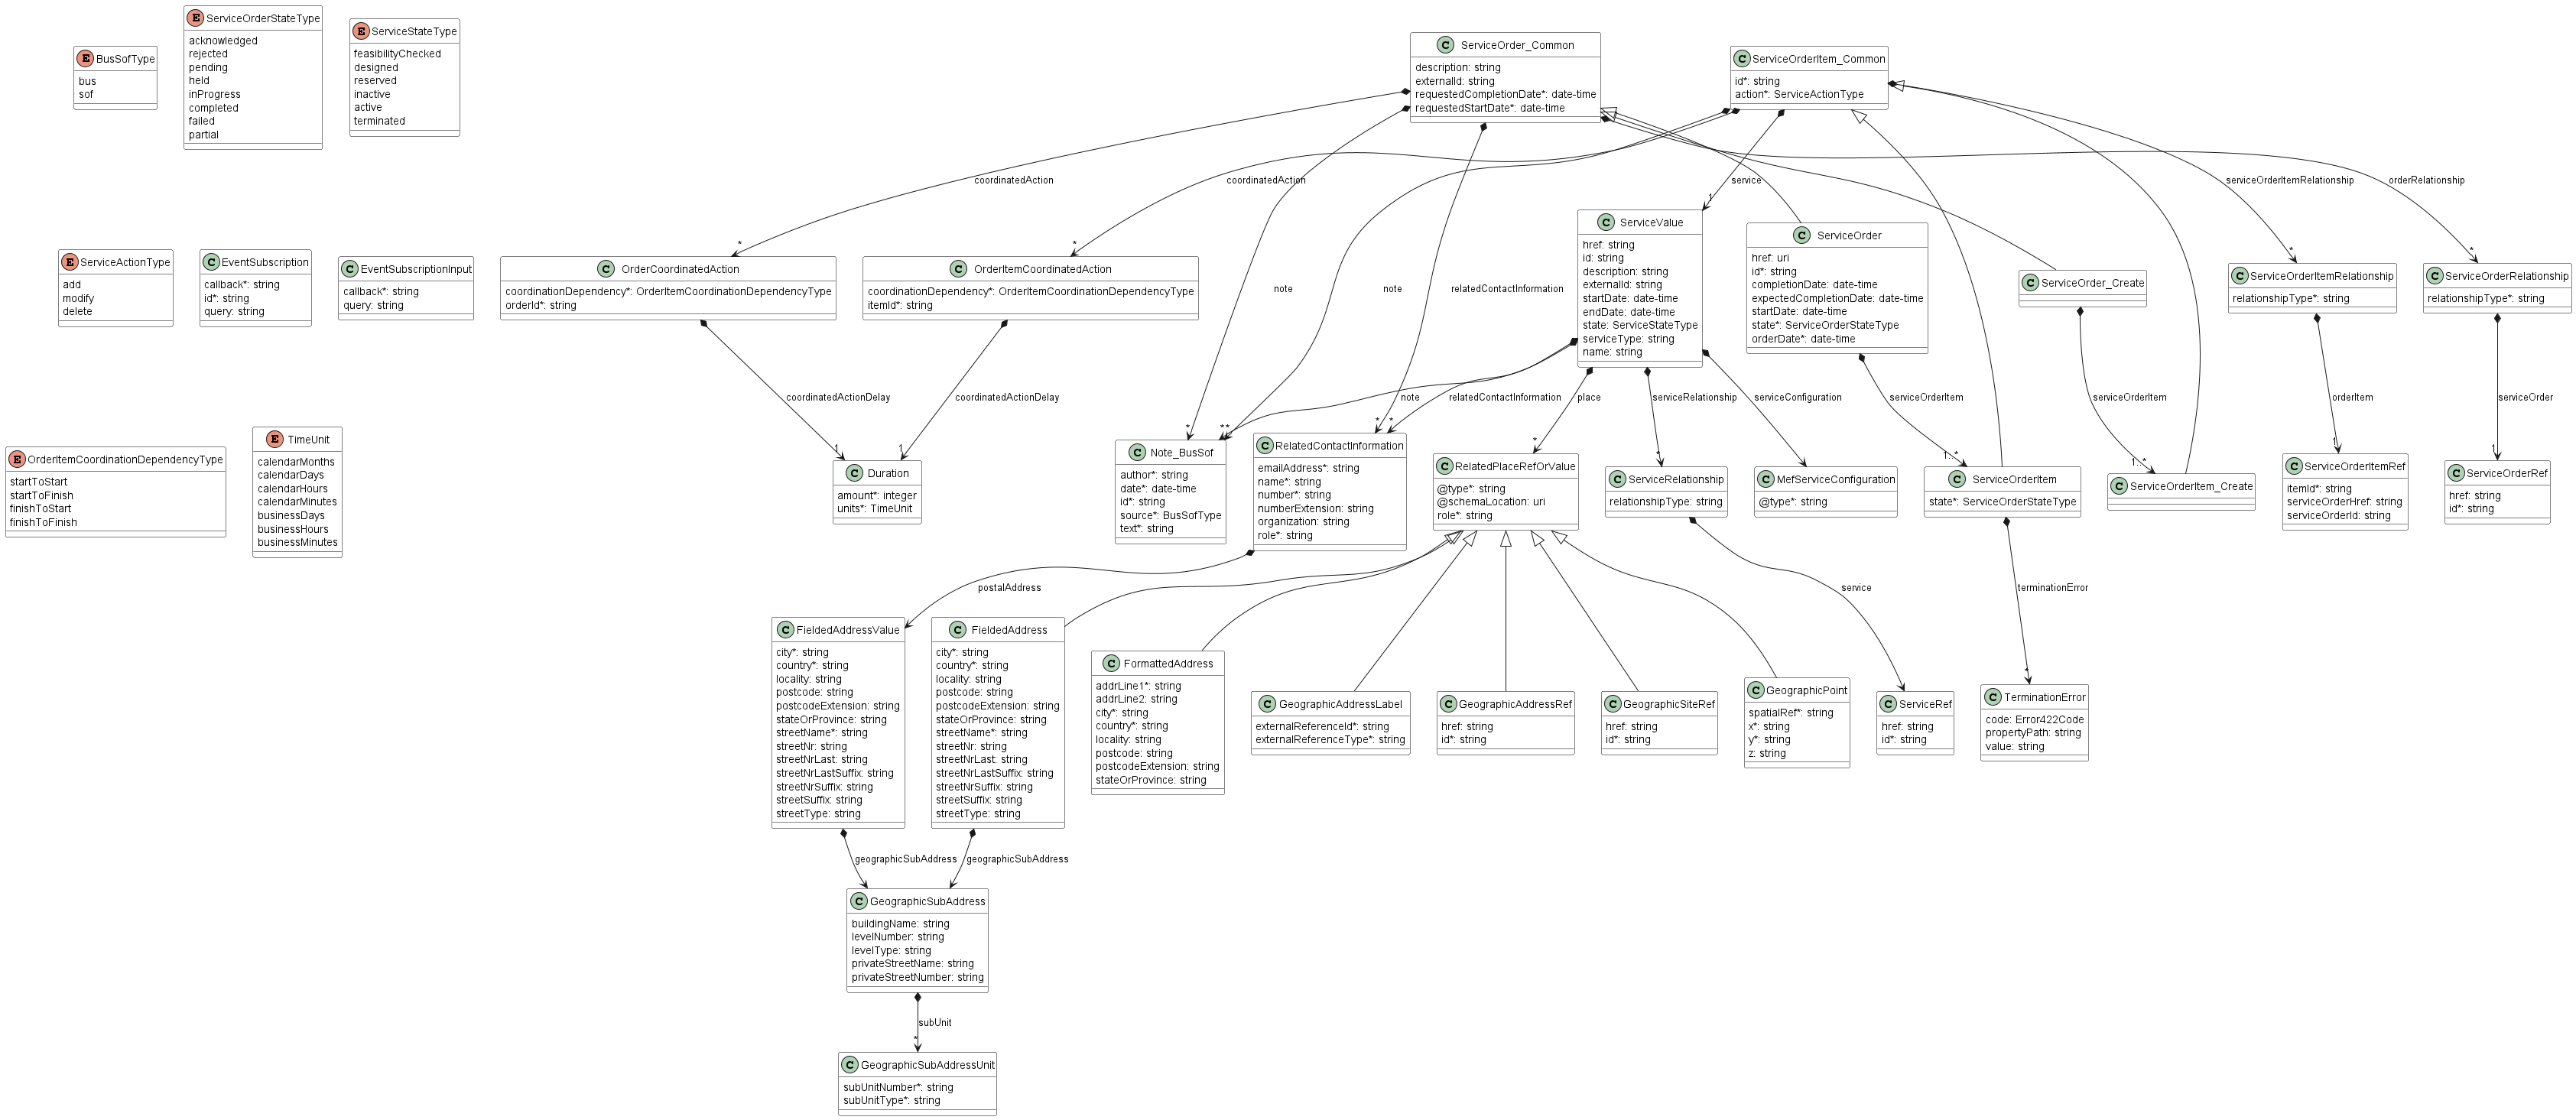 E BusSofType
bus
sof
E ServiceOrderStateType
acknowledged
rejected
pending
held
inProgress
completed
failed
partial
E ServiceStateType
feasibilityChecked
designed
reserved
inactive
active
terminated
C ServiceOrder_Common
description: string
externalId: string
requestedCompletionDate*: date-time
requestedStartDate*: date-time
C ServiceOrderItem_Common
id*: string
action*: ServiceActionType
coordinatedAction
coordinatedAction
service
serviceOrderItemRelationship
orderRelationship
*
*
1
*
*
E ServiceActionType
add
modify
delete
C EventSubscription
callback*: string
id*: string
query: string
C EventSubscriptionInput
callback*: string
query: string
C OrderCoordinatedAction
coordinationDependency*: OrderItemCoordinationDependencyType
orderId*: string
C OrderItemCoordinatedAction
coordinationDependency*: OrderItemCoordinationDependencyType
itemId*: string
note
note
relatedContactInformation
C ServiceValue
href: string
id: string
description: string
externalId: string
startDate: date-time
endDate: date-time
state: ServiceStateType
serviceType: string
name: string
C ServiceOrder
href: uri
id*: string
completionDate: date-time
expectedCompletionDate: date-time
startDate: date-time
state*: ServiceOrderStateType
orderDate*: date-time
C ServiceOrder_Create
C ServiceOrderItemRelationship
relationshipType*: string
C ServiceOrderRelationship
relationshipType*: string
coordinatedActionDelay
coordinatedActionDelay
note
relatedContactInformation
place
serviceRelationship
serviceConfiguration
serviceOrderItem
serviceOrderItem
orderItem
serviceOrder
1
1
*
*
*
*
*
*
*
1..*
1..*
1
1
E OrderItemCoordinationDependencyType
startToStart
startToFinish
finishToStart
finishToFinish
E TimeUnit
calendarMonths
calendarDays
calendarHours
calendarMinutes
businessDays
businessHours
businessMinutes
C Duration
amount*: integer
units*: TimeUnit
C Note_BusSof
author*: string
date*: date-time
id*: string
source*: BusSofType
text*: string
C RelatedContactInformation
emailAddress*: string
name*: string
number*: string
numberExtension: string
organization: string
role*: string
C RelatedPlaceRefOrValue
@type*: string
@schemaLocation: uri
role*: string
C ServiceRelationship
relationshipType: string
C MefServiceConfiguration
@type*: string
C ServiceOrderItem
state*: ServiceOrderStateType
C ServiceOrderItem_Create
C ServiceOrderItemRef
itemId*: string
serviceOrderHref: string
serviceOrderId: string
C ServiceOrderRef
href: string
id*: string
postalAddress
service
terminationError
*
C FieldedAddressValue
city*: string
country*: string
locality: string
postcode: string
postcodeExtension: string
stateOrProvince: string
streetName*: string
streetNr: string
streetNrLast: string
streetNrLastSuffix: string
streetNrSuffix: string
streetSuffix: string
streetType: string
C FieldedAddress
city*: string
country*: string
locality: string
postcode: string
postcodeExtension: string
stateOrProvince: string
streetName*: string
streetNr: string
streetNrLast: string
streetNrLastSuffix: string
streetNrSuffix: string
streetSuffix: string
streetType: string
C FormattedAddress
addrLine1*: string
addrLine2: string
city*: string
country*: string
locality: string
postcode: string
postcodeExtension: string
stateOrProvince: string
C GeographicAddressLabel
externalReferenceId*: string
externalReferenceType*: string
C GeographicAddressRef
href: string
id*: string
C GeographicSiteRef
href: string
id*: string
C GeographicPoint
spatialRef*: string
x*: string
y*: string
z: string
C ServiceRef
href: string
id*: string
C TerminationError
code: Error422Code
propertyPath: string
value: string
geographicSubAddress
geographicSubAddress
C GeographicSubAddress
buildingName: string
levelNumber: string
levelType: string
privateStreetName: string
privateStreetNumber: string
subUnit
*
C GeographicSubAddressUnit
subUnitNumber*: string
subUnitType*: string